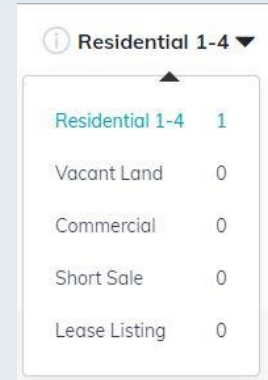 Residential 1-4
Residential 1-4 1
Vacant Land 0
Commercial 0
Short Sale 0
Lease Listing 0